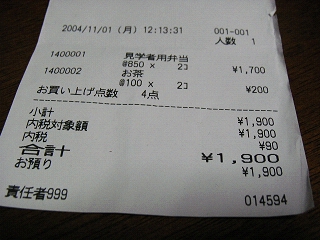 2004/11/01 (月) 12:13:31 001-001
人数 1
1400001 見学者用弁当
@850 × 2コ ¥1,700
1400002 お茶
@100 × 2コ ¥200
お買い上げ点数 4点
小計 ¥1,900
内税対象額 ¥1,900
内税 ¥90
合計 ¥1,900
お預り ¥1,900
責任者999 014594